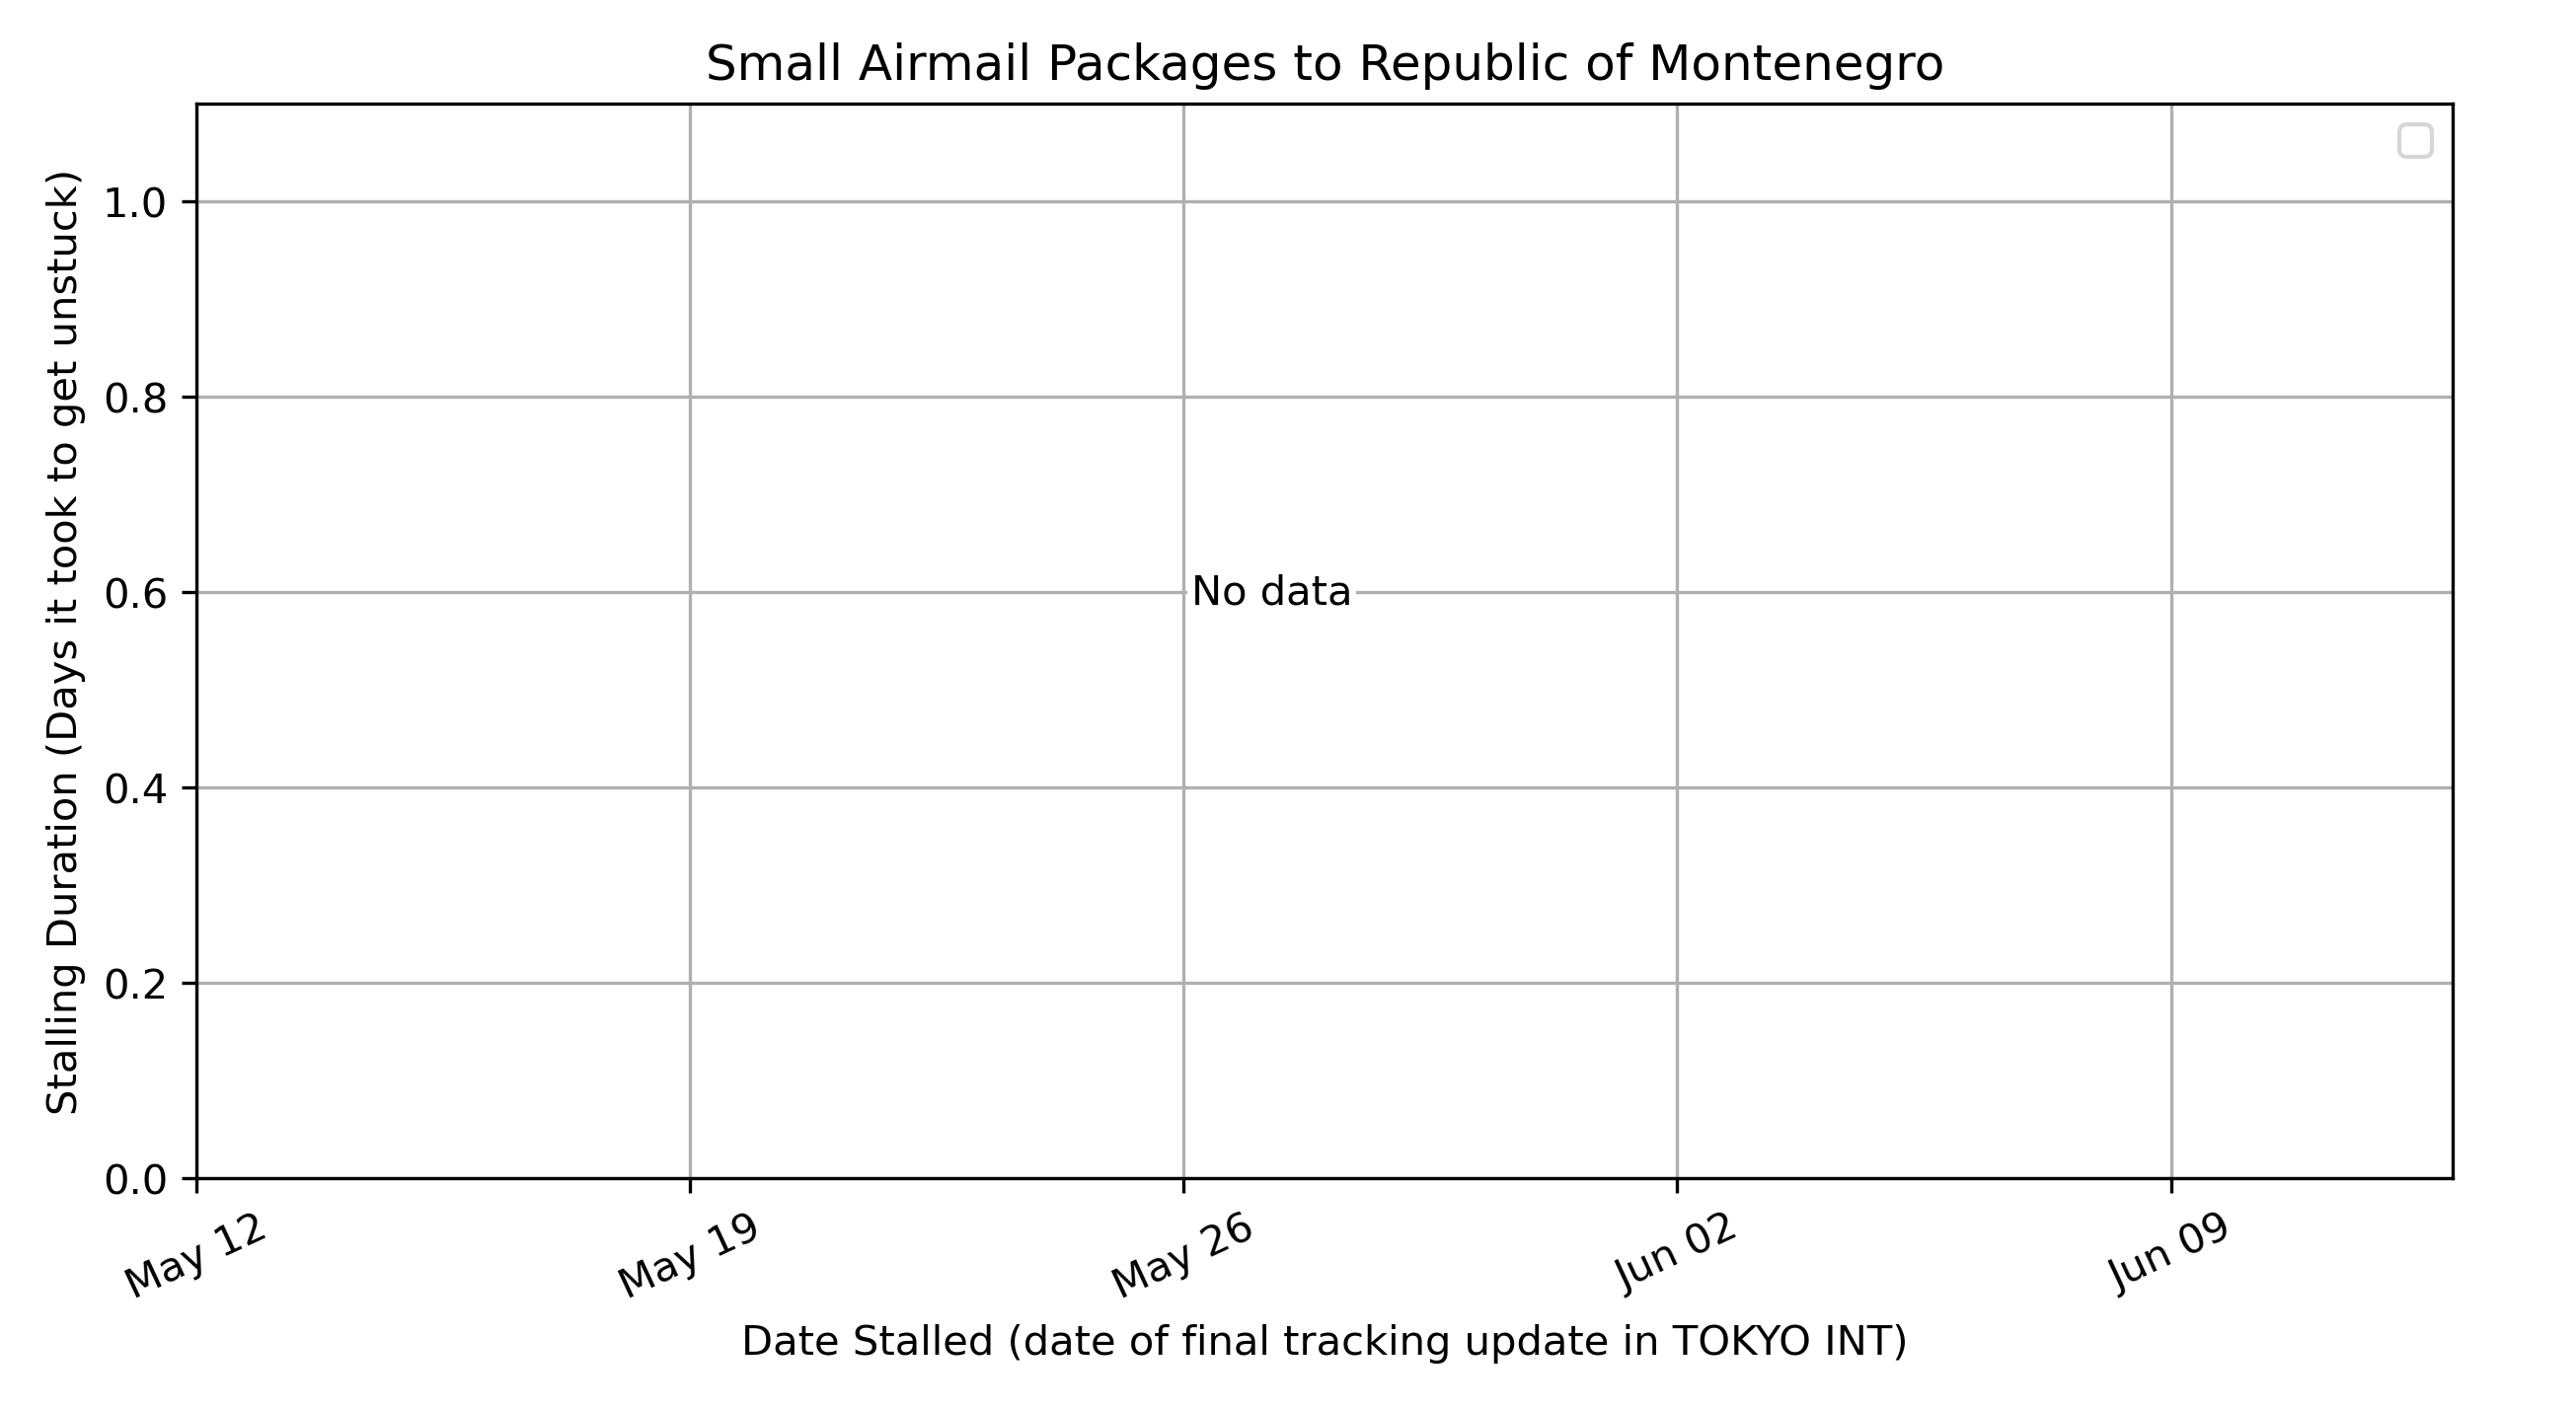 Small Airmail Packages to Republic of Montenegro
Stalling Duration (Days it took to get unstuck)
1.0
0.8
0.6
0.4
0.2
0.0
No data
May 12
May 19
May 26
Jun 02
Jun 09
Date Stalled (date of final tracking update in TOKYO INT)